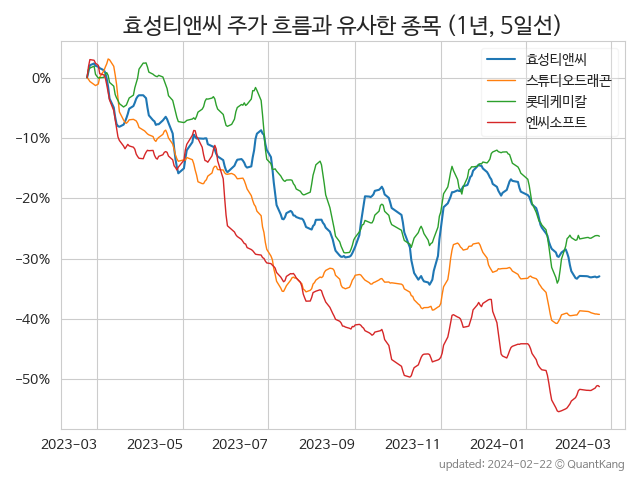 효성티앤씨 주가 흐름과 유사한 종목 (1년, 5일선)
효성티앤씨
스튜디오드래곤
롯데케미칼
엔씨소프트
0%
−10%
−20%
−30%
−40%
−50%
2023-03 2023-05 2023-07 2023-09 2023-11 2024-01 2024-03
updated: 2024-02-22 © QuantKang